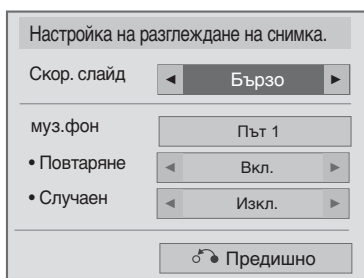 Настройка на разглеждане на снимка.
Скор. слайд ◄ Бързо ►
муз.фон Път 1
• Повтаряне ◄ Вкл. ►
• Случаен ◄ Изкл. ►
Предишно